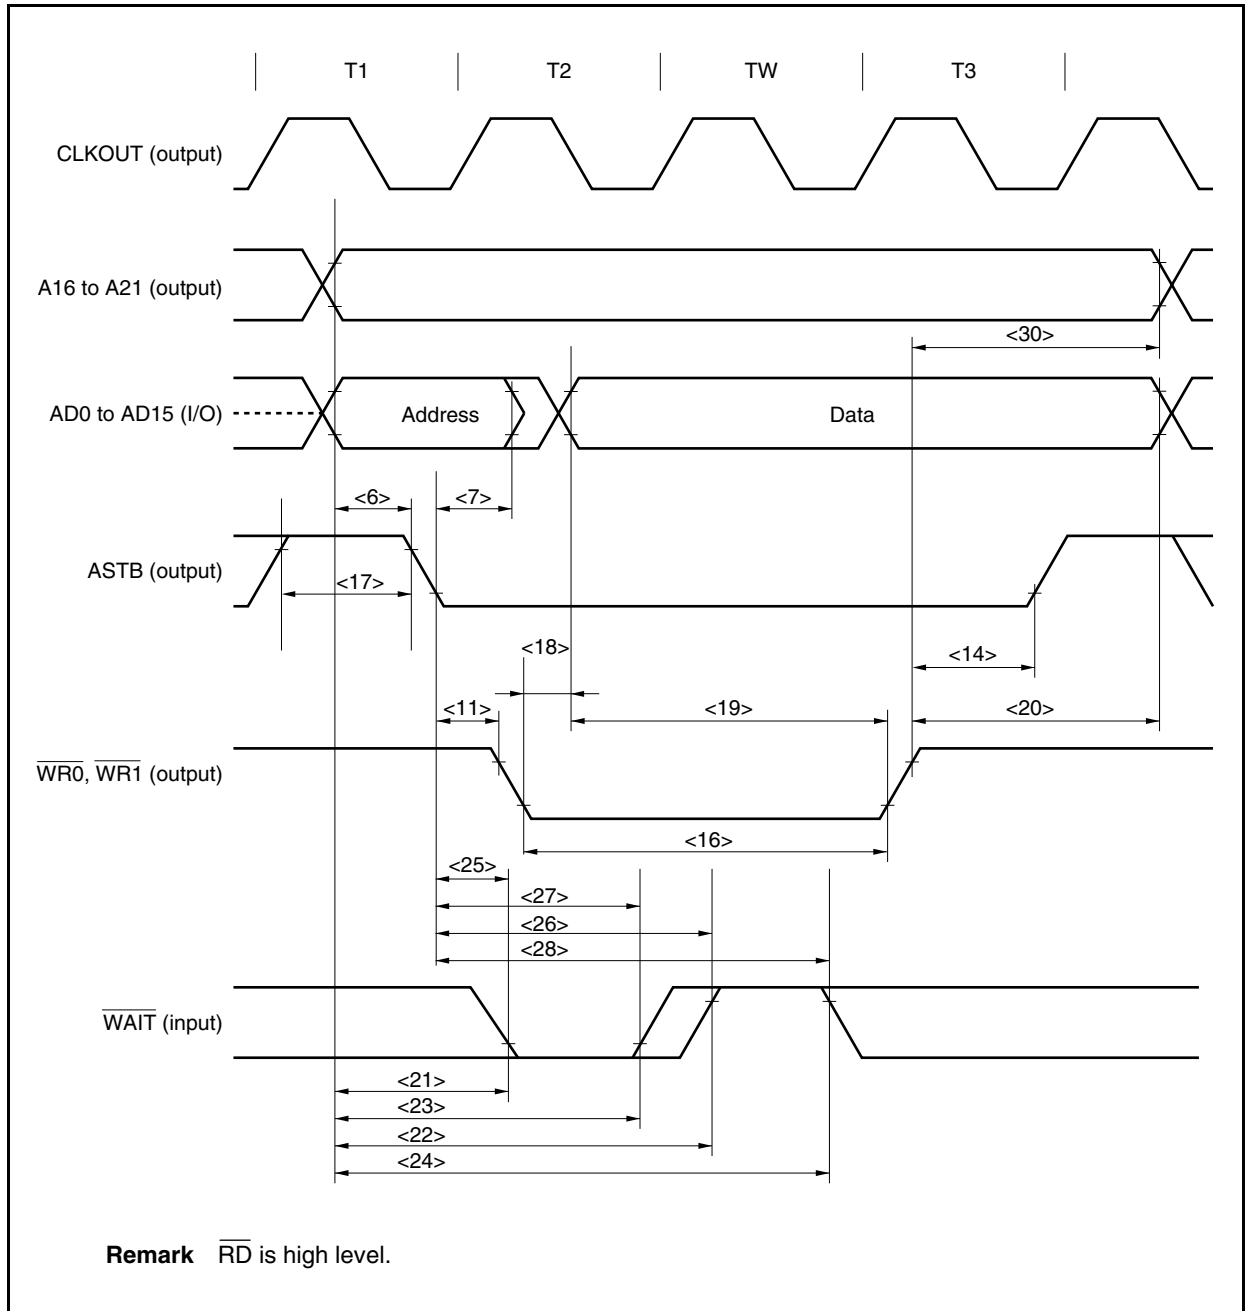 T1 T2 TW T3
CLKOUT (output)
A16 to A21 (output)
<30>
AD0 to AD15 (I/O) Address Data
<6> <7>
ASTB (output)
<17>
<18> <14>
<11> <19> <20>
WR0, WR1 (output)
<16>
<25>
<27>
<26>
<28>
WAIT (input)
<21>
<23>
<22>
<24>
Remark RD is high level.